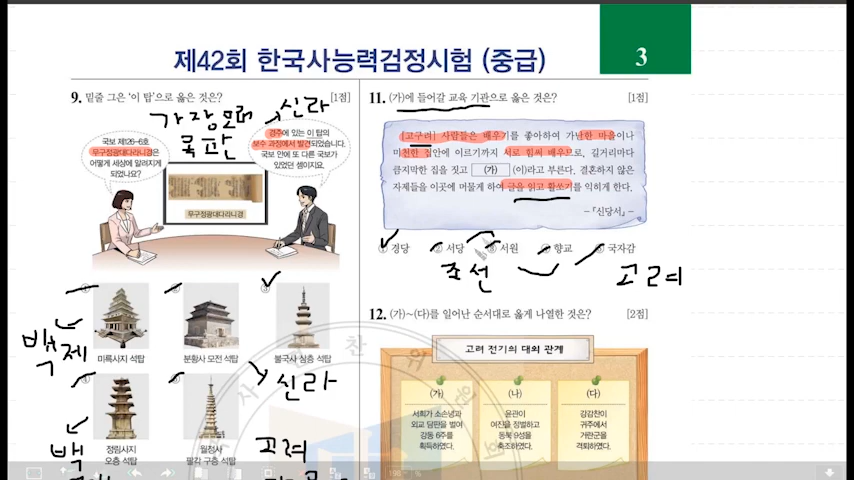 제42회 한국사능력검정시험 (중급)
3
9. 밑줄 그은 '이 탑'으로 옳은 것은? [1점]
가장 오래 → 신라
목판
국보 제126-6호
무구정광대다라니경은
어떻게 세상에 알려지게
되었나요?
경주에 있는 이 탑의
보수 과정에서 발견되었습니다.
국보 안에 또 다른 국보가
있었던 셈이지요.
무구정광대다라니경
미륵사지 석탑
분황사 모전 석탑
불국사 삼층 석탑
백제
신라
정림사지
오층 석탑
월정사
팔각 구층 석탑
백
고려
11. (가)에 들어갈 교육 기관으로 옳은 것은? [1점]
[고구려] 사람들은 배우기를 좋아하여 가난한 마을이나
미천한 집안에 이르기까지 서로 힘써 배우므로, 길거리마다
큼지막한 집을 짓고 (가) (이)라고 부른다. 결혼하지 않은
자제들을 이곳에 머물게 하여 글을 읽고 활쏘기를 익히게 한다.
-『신당서』-
① 경당 ② 서당 ③ 서원 ④ 향교 ⑤ 국자감
조선 고려
12. (가)~(다)를 일어난 순서대로 옳게 나열한 것은? [2점]
고려 전기의 대외 관계
(가) (나) (다)
서희가 소손녕과
외교 담판을 벌여
강동 6주를
획득하였다.
윤관이
여진을 정벌하고
동북 9성을
축조하였다.
강감찬이
귀주에서
거란군을
격퇴하였다.